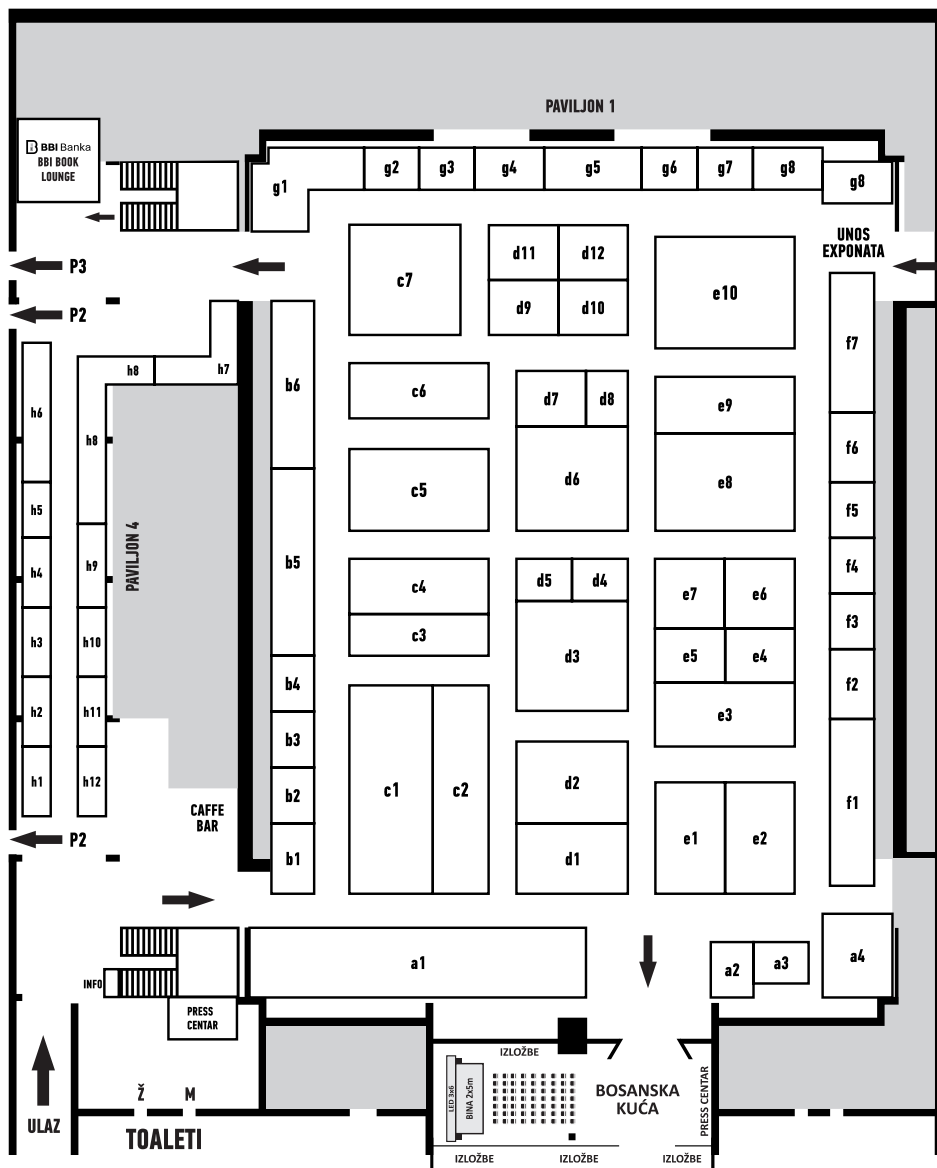 PAVILJON 1
BBI Banka
BBI BOOK
LOUNGE
g1
g2
g3
g4
g5
g6
g7
g8
g8
UNOS
EXPONATA
P3
P2
c7
d11
d12
d9
d10
e10
f7
h6
h8
h7
b6
c6
d7
d8
e9
h8
f6
c5
d6
e8
h5
f5
PAVILJON 4
h4
h9
b5
c4
d5
d4
e7
e6
f4
h3
h10
c3
d3
e5
e4
f3
h2
h11
b4
e3
f2
h1
h12
b3
b2
c1
c2
d2
f1
CAFFE
BAR
P2
b1
d1
e1
e2
a1
a2
a3
a4
INFO
PRESS
CENTAR
Ž
M
ULAZ
TOALETI
IZLOŽBE
LED 3x6
BINA 2x5m
BOSANSKA
KUĆA
PRESS CENTAR
IZLOŽBE
IZLOŽBE
IZLOŽBE